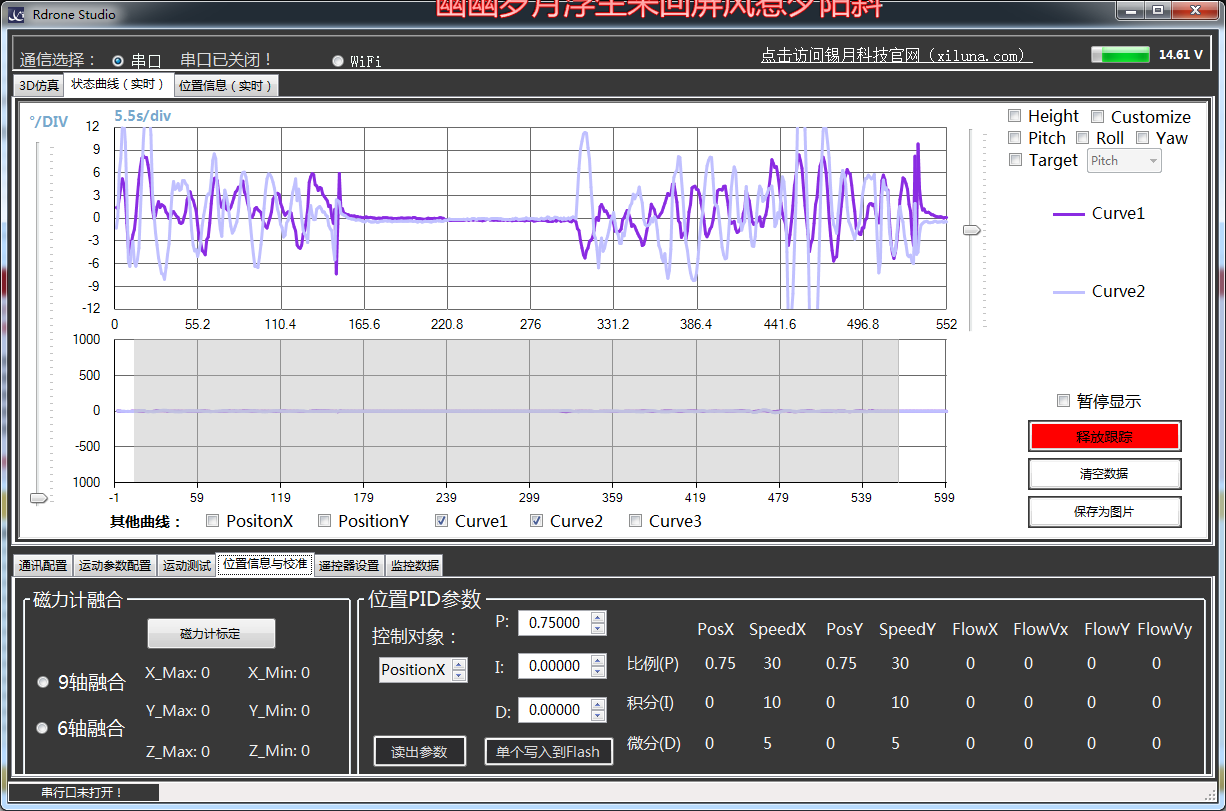 Rdrone Studio
幽幽岁月浮生来回屏风惹夕阳斜
通信选择： 串口 串口已关闭！ WiFi 点击访问锡月科技官网（xiluna.com） 14.61 V
3D仿真 状态曲线（实时） 位置信息（实时）
°/DIV 5.5s/div
12
9
6
3
0
-3
-6
-9
-12
0 55.2 110.4 165.6 220.8 276 331.2 386.4 441.6 496.8 552
Height Customize
Pitch Roll Yaw
Target Pitch
Curve1
Curve2
1000
500
0
-500
1000
-1 59 119 179 239 299 359 419 479 539 599
暂停显示
释放跟踪
清空数据
保存为图片
其他曲线： PositonX PositionY Curve1 Curve2 Curve3
通讯配置 运动参数配置 运动测试 位置信息与校准 遥控器设置 监控数据
磁力计融合
磁力计标定
9轴融合
6轴融合
X_Max: 0 X_Min: 0
Y_Max: 0 Y_Min: 0
Z_Max: 0 Z_Min: 0
位置PID参数
控制对象：
PositionX
P: 0.75000
I: 0.00000
D: 0.00000
读出参数 单个写入到Flash
PosX SpeedX PosY SpeedY FlowX FlowVx FlowY FlowVy
比例(P) 0.75 30 0.75 30 0 0 0 0
积分(I) 0 10 0 10 0 0 0 0
微分(D) 0 5 0 5 0 0 0 0
串行口未打开！